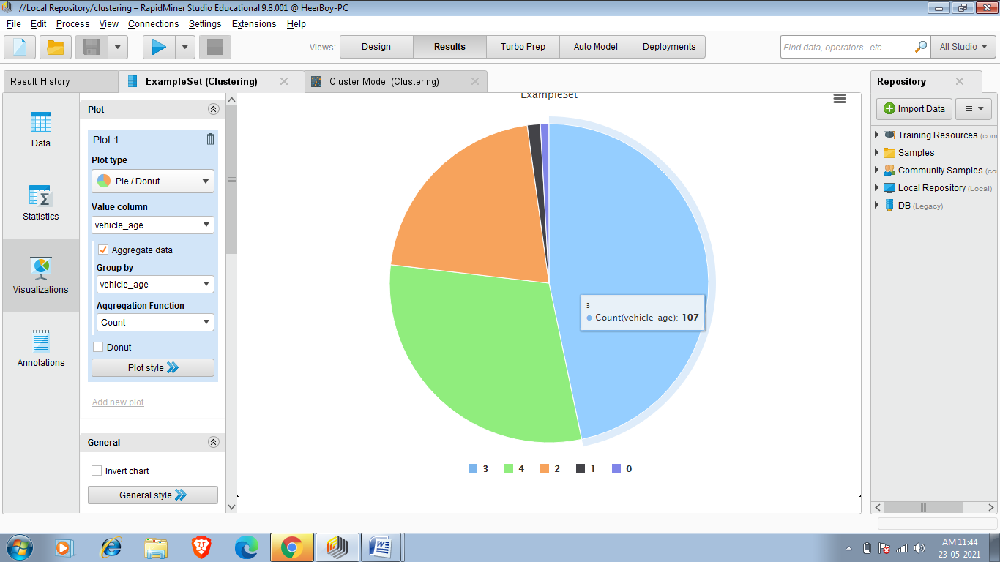 //Local Repository/clustering – RapidMiner Studio Educational 9.8.001 @ HeerBoy-PC
File Edit Process View Connections Settings Extensions Help
Views: Design Results Turbo Prep Auto Model Deployments
Find data, operators...etc
All Studio
Result History
ExampleSet (Clustering)
Cluster Model (Clustering)
Repository
Data
Statistics
Visualizations
Annotations
Plot
Plot 1
Plot type
Pie / Donut
Value column
vehicle_age
Aggregate data
Group by
vehicle_age
Aggregation Function
Count
Donut
Plot style
Add new plot
General
Invert chart
General style
ExampleSet
3
Count(vehicle_age): 107
3 4 2 1 0
Import Data
Training Resources (con
Samples
Community Samples (co
Local Repository (Local)
DB (Legacy)
AM 11:44
23-05-2021